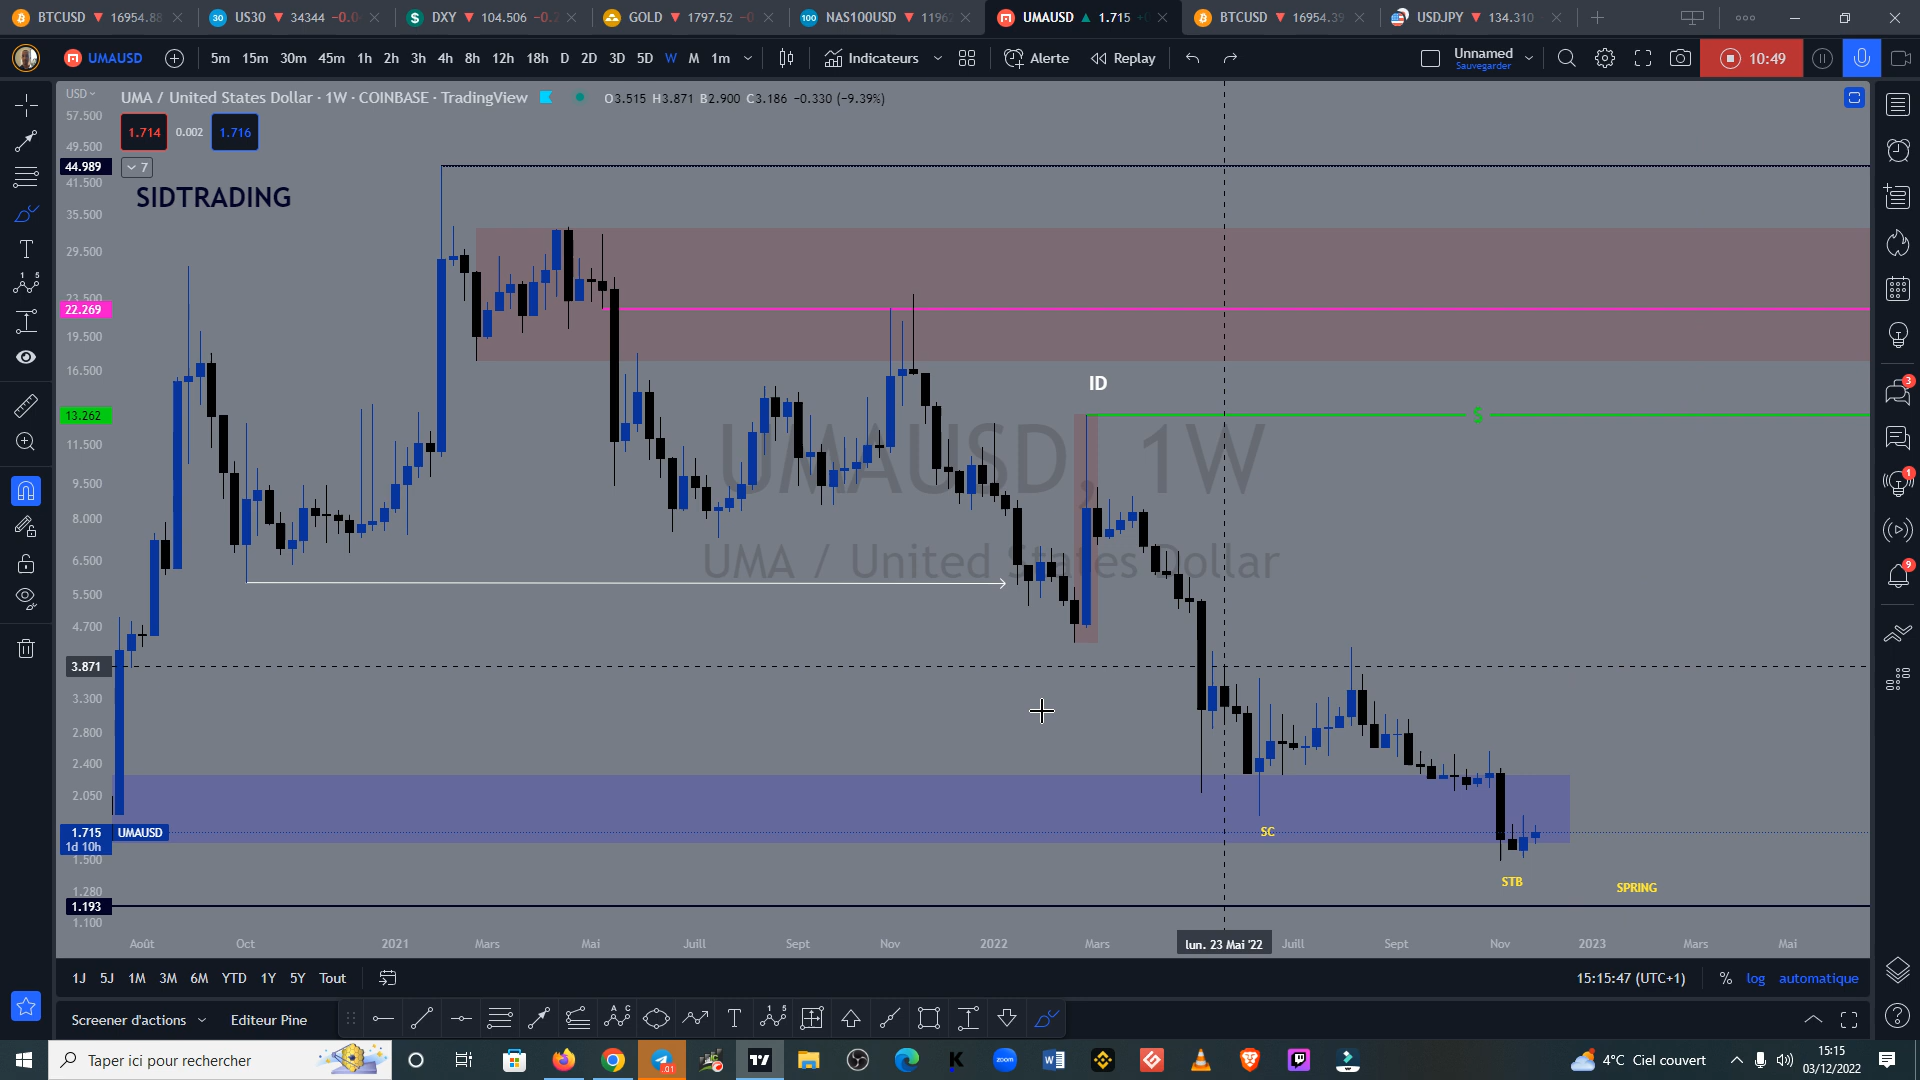 BTCUSD 16954.88
US30 34344 −0.0
DXY 104.506 −0.2
GOLD 1797.52 −0
NAS100USD 11962
UMAUSD 1.715
BTCUSD 16954.39
USDJPY 134.310
UMAUSD 5m 15m 30m 45m 1h 2h 3h 4h 8h 12h 18h D 2D 3D 5D W M 1m Indicateurs Alerte Replay Unnamed 10:49
Sauvegarder
USD UMA / United States Dollar · 1W · COINBASE · TradingView O3.515 H3.871 B2.900 C3.186 −0.330 (−9.39%)
57.500
1.714 0.002 1.716
49.500
44.989 7
41.500
SIDTRADING
35.500
29.500
23.500
22.269
19.500
16.500
ID
13.262 $
11.500
UMAUSD, 1W
9.500
8.000
6.500
UMA / United States Dollar
5.500
4.700
3.871
3.300
2.800
2.400
2.050
1.715 UMAUSD
SC
1d 10h
1.500
STB
SPRING
1.280
1.193
1.100
Août Oct 2021 Mars Mai Juill Sept Nov 2022 Mars lun. 23 Mai '22 Juill Sept Nov 2023 Mars Mai
1J 5J 1M 3M 6M YTD 1Y 5Y Tout 15:15:47 (UTC+1) % log automatique
Screener d'actions Editeur Pine
Taper ici pour rechercher
4°C Ciel couvert
15:15
03/12/2022
3
1
9